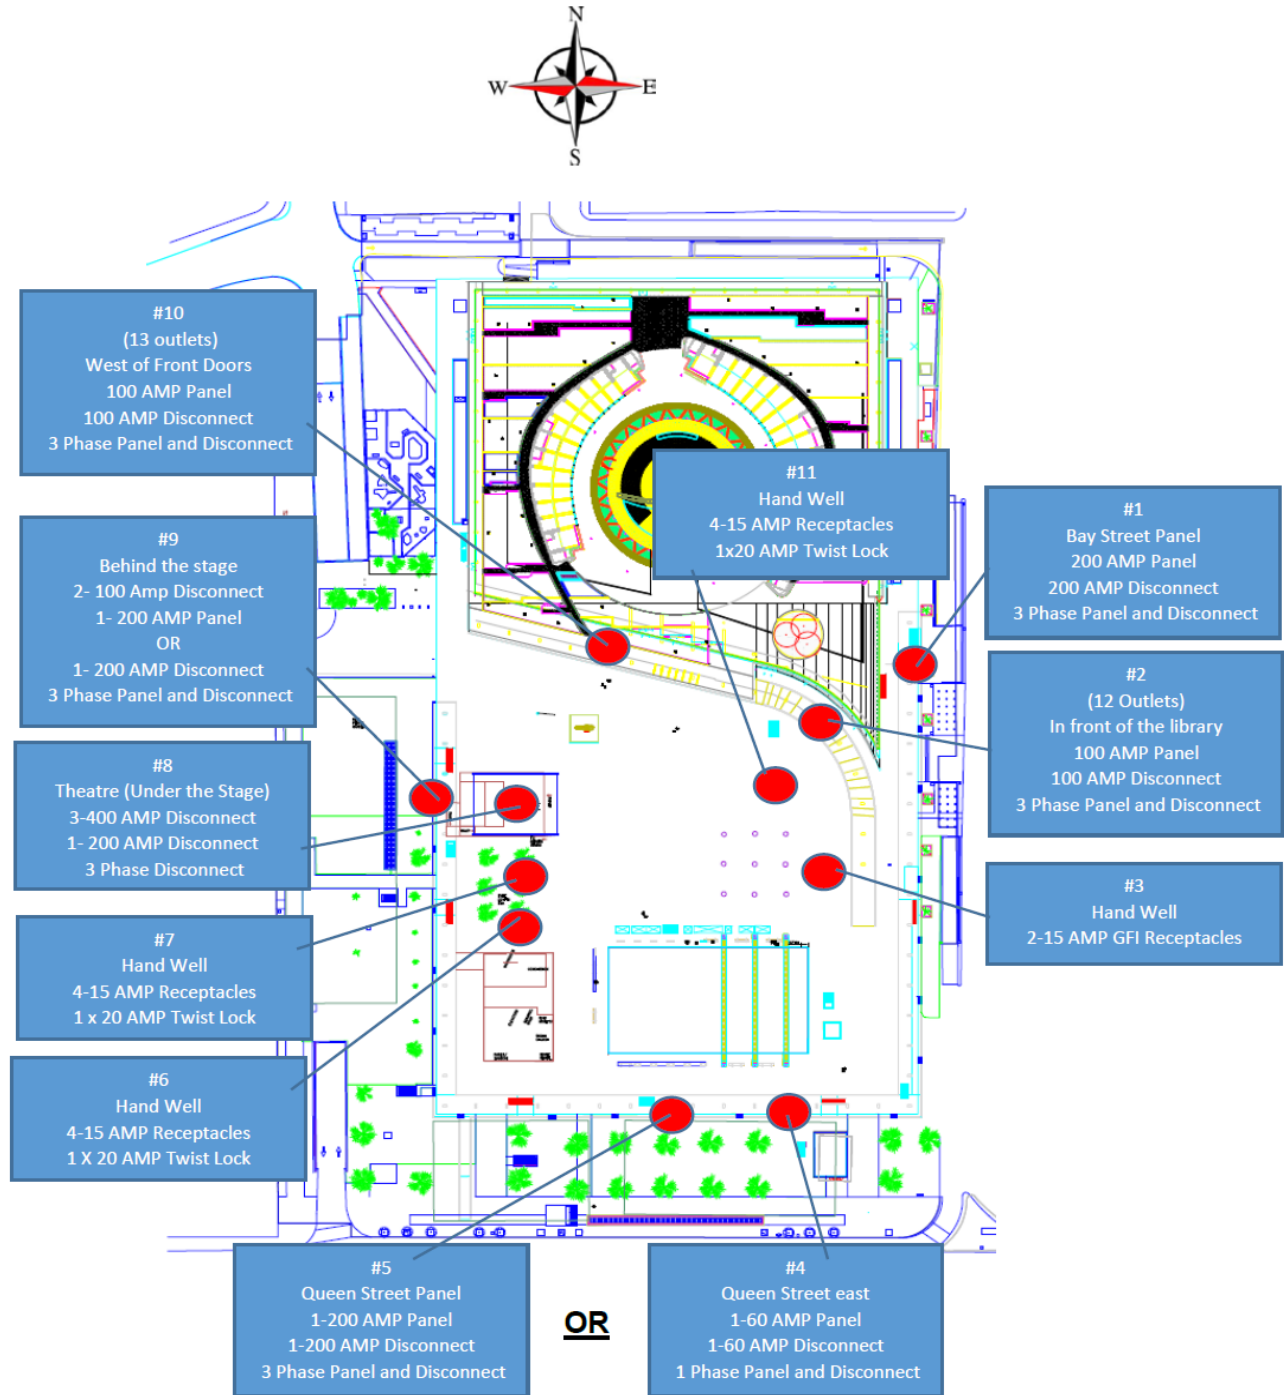 N
W
E
S
#10
(13 outlets)
West of Front Doors
100 AMP Panel
100 AMP Disconnect
3 Phase Panel and Disconnect
#11
Hand Well
4-15 AMP Receptacles
1x20 AMP Twist Lock
#1
Bay Street Panel
200 AMP Panel
200 AMP Disconnect
3 Phase Panel and Disconnect
#9
Behind the stage
2- 100 Amp Disconnect
1- 200 AMP Panel
OR
1- 200 AMP Disconnect
3 Phase Panel and Disconnect
#2
(12 Outlets)
In front of the library
100 AMP Panel
100 AMP Disconnect
3 Phase Panel and Disconnect
#8
Theatre (Under the Stage)
3-400 AMP Disconnect
1- 200 AMP Disconnect
3 Phase Disconnect
#3
Hand Well
2-15 AMP GFI Receptacles
#7
Hand Well
4-15 AMP Receptacles
1 x 20 AMP Twist Lock
#6
Hand Well
4-15 AMP Receptacles
1 X 20 AMP Twist Lock
#5
Queen Street Panel
1-200 AMP Panel
1-200 AMP Disconnect
3 Phase Panel and Disconnect
OR
#4
Queen Street east
1-60 AMP Panel
1-60 AMP Disconnect
1 Phase Panel and Disconnect